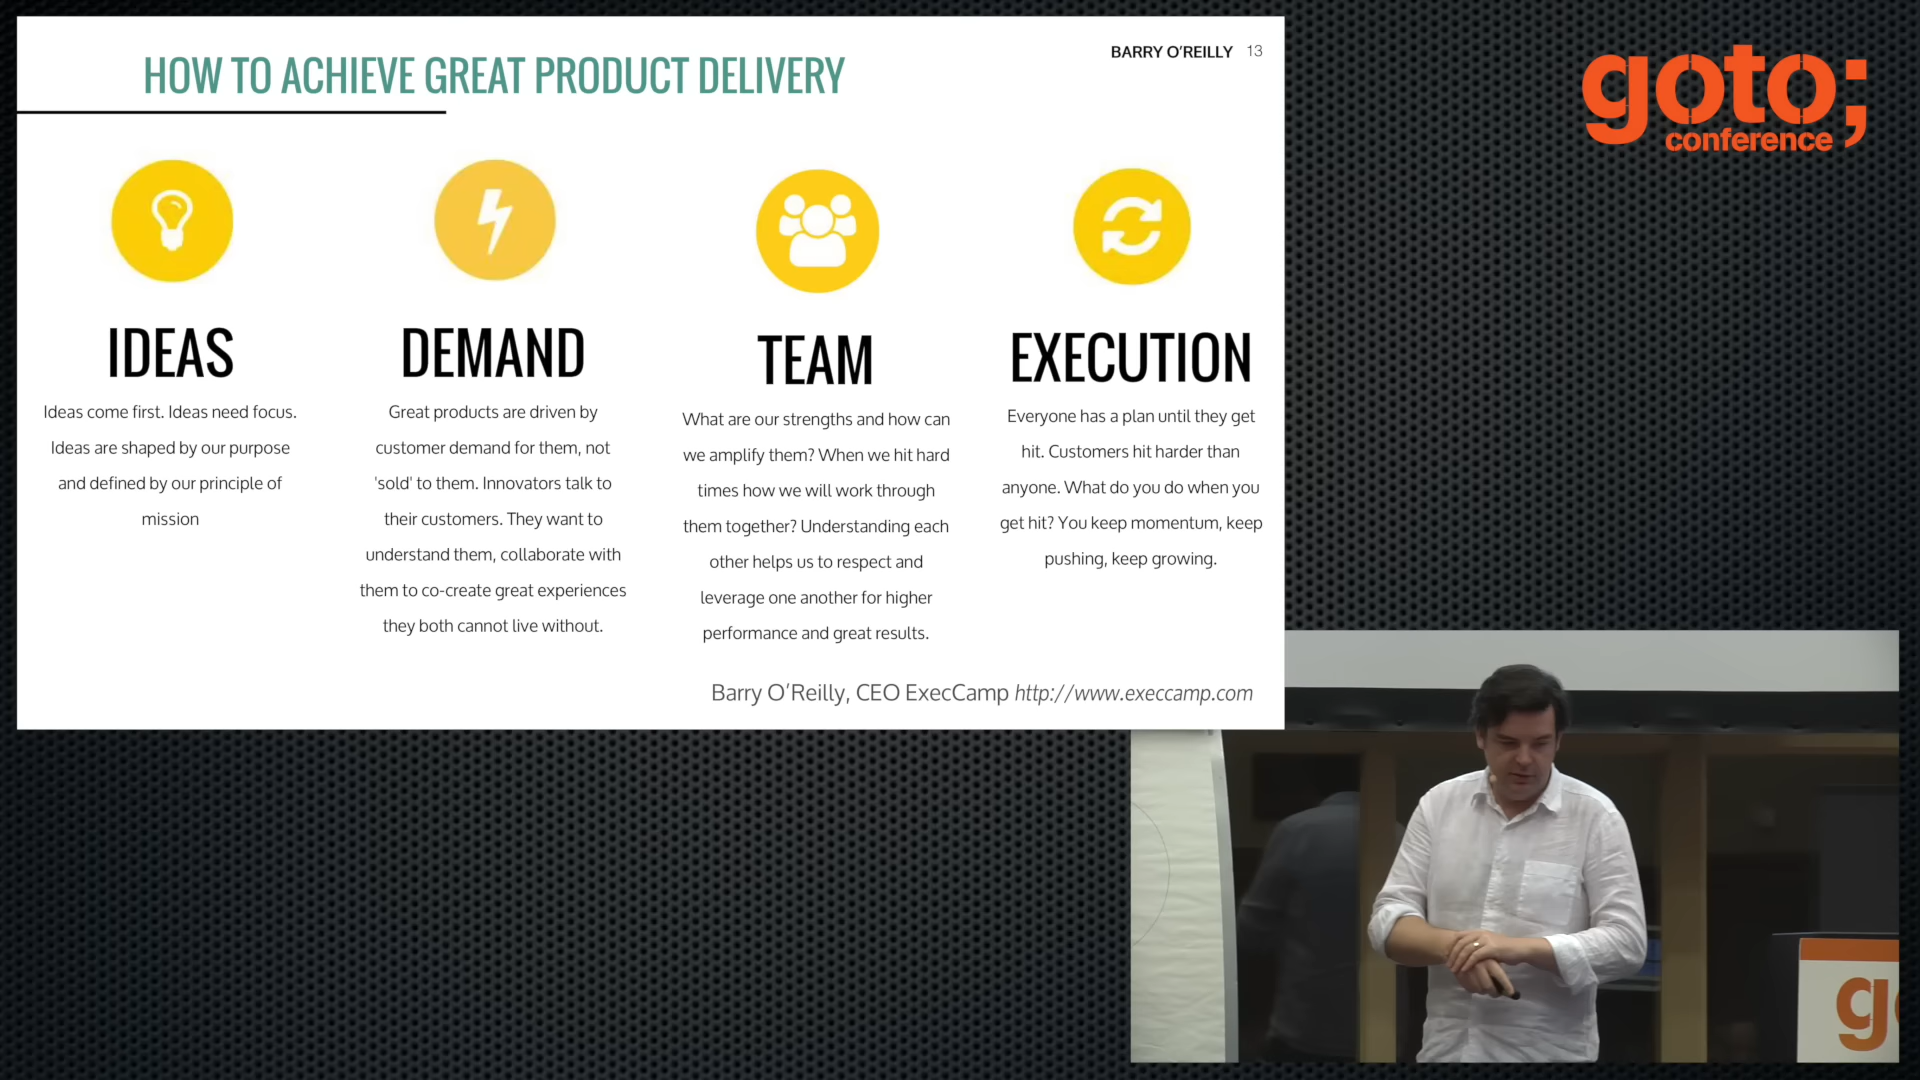 HOW TO ACHIEVE GREAT PRODUCT DELIVERY
BARRY O'REILLY 13
goto;
conference
IDEAS
Ideas come first. Ideas need focus.
Ideas are shaped by our purpose
and defined by our principle of
mission
DEMAND
Great products are driven by
customer demand for them, not
'sold' to them. Innovators talk to
their customers. They want to
understand them, collaborate with
them to co-create great experiences
they both cannot live without.
TEAM
What are our strengths and how can
we amplify them? When we hit hard
times how we will work through
them together? Understanding each
other helps us to respect and
leverage one another for higher
performance and great results.
EXECUTION
Everyone has a plan until they get
hit. Customers hit harder than
anyone. What do you do when you
get hit? You keep momentum, keep
pushing, keep growing.
Barry O'Reilly, CEO ExecCamp http://www.execcamp.com